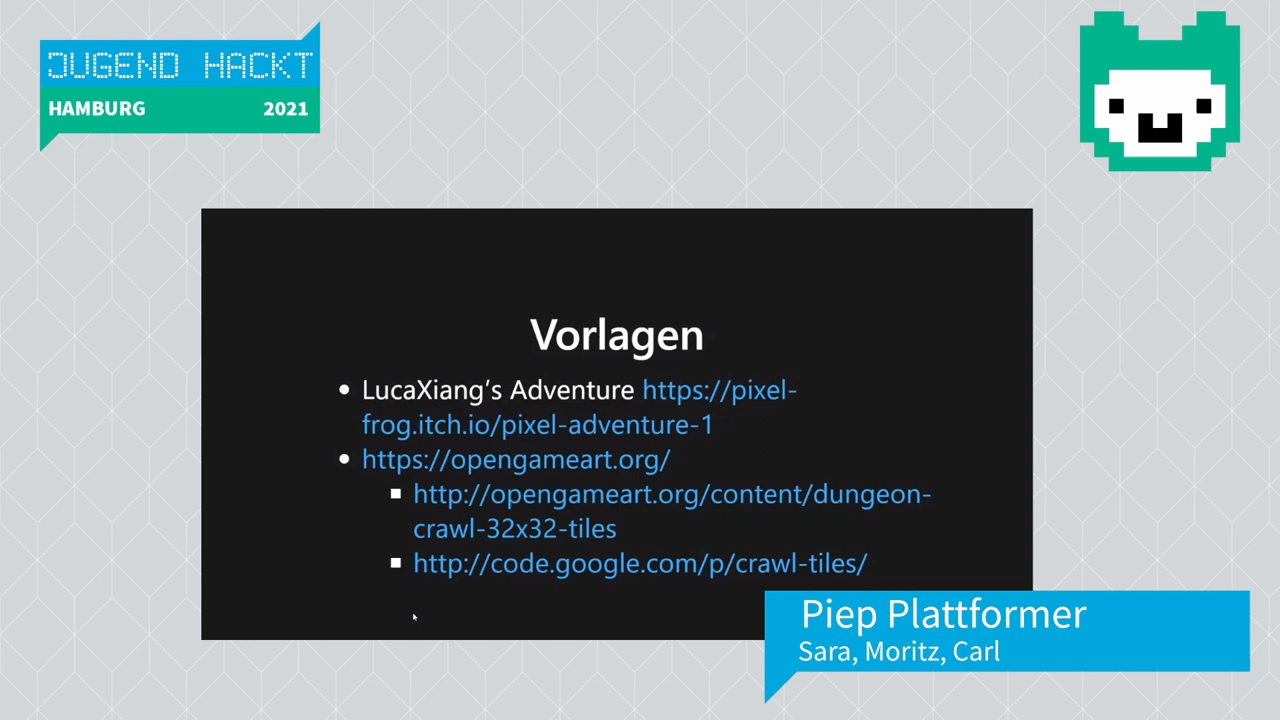 JUGEND HACKT
HAMBURG 2021
Vorlagen
• LucaXiang’s Adventure https://pixel-
frog.itch.io/pixel-adventure-1
• https://opengameart.org/
▪ http://opengameart.org/content/dungeon-
crawl-32x32-tiles
▪ http://code.google.com/p/crawl-tiles/
Piep Plattformer
Sara, Moritz, Carl